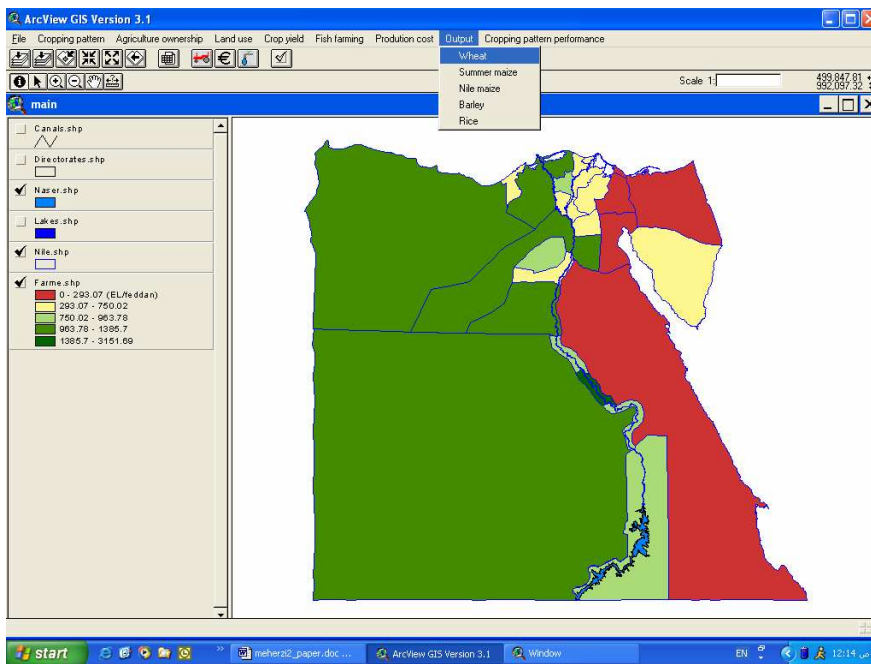 ArcView GIS Version 3.1
File Cropping pattern Agriculture ownership Land use Crop yield Fish farming Prodution cost Output Cropping pattern performance
Wheat
Summer maize
Nile maize
Barley
Rice
Scale 1:
499,847.81
992,097.32
main
Canals.shp
Directorates.shp
Naser.shp
Lakes.shp
Nile.shp
Farme.shp
0 - 293.07 (EL/feddan)
293.07 - 750.02
750.02 - 963.78
963.78 - 1385.7
1385.7 - 3151.69
start
meherzi2_paper.doc ...
ArcView GIS Version 3.1
Window
EN
12:14 ص